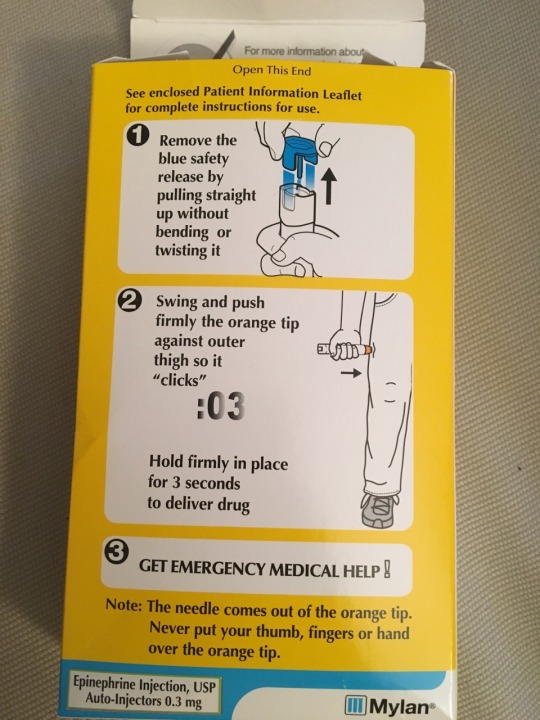 For more information about
Open This End
See enclosed Patient Information Leaflet
for complete instructions for use.
1 Remove the
blue safety
release by
pulling straight
up without
bending or
twisting it
2 Swing and push
firmly the orange tip
against outer
thigh so it
“clicks”
:03
Hold firmly in place
for 3 seconds
to deliver drug
3 GET EMERGENCY MEDICAL HELP!
Note: The needle comes out of the orange tip.
Never put your thumb, fingers or hand
over the orange tip.
Epinephrine Injection, USP
Auto-Injectors 0.3 mg
Mylan®